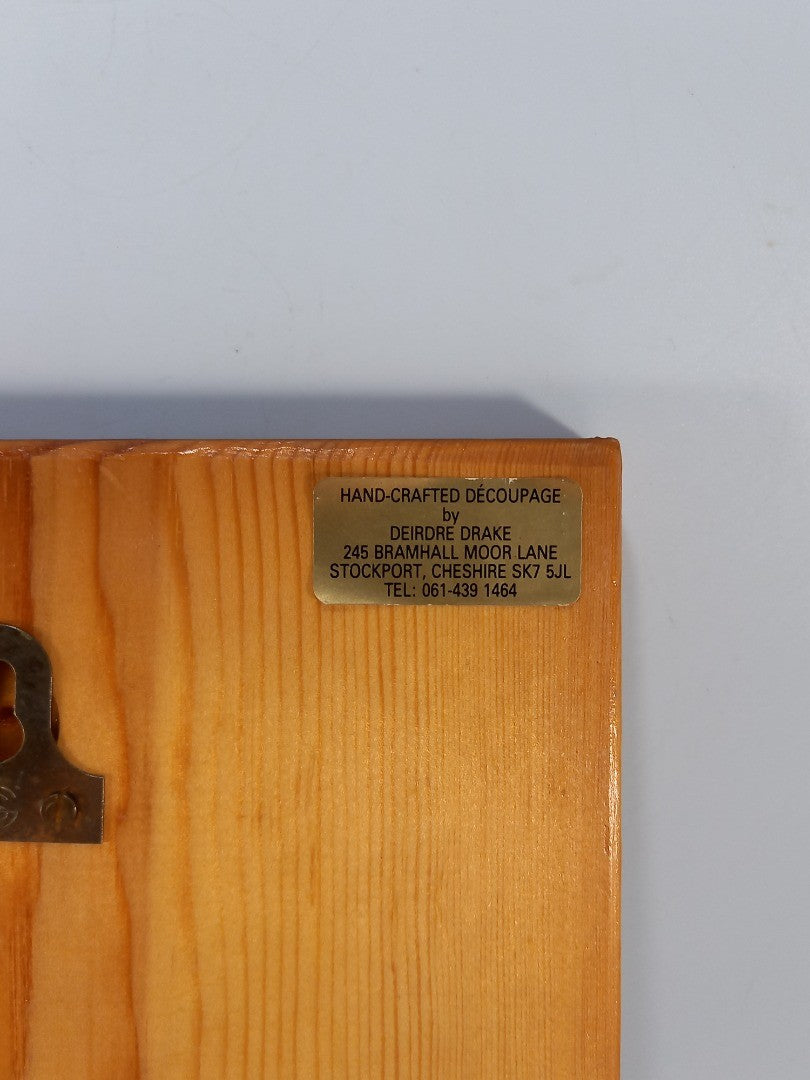 HAND-CRAFTED DÉCOUPAGE
by
DEIRDRE DRAKE
245 BRAMHALL MOOR LANE
STOCKPORT, CHESHIRE SK7 5JL
TEL: 061-439 1464